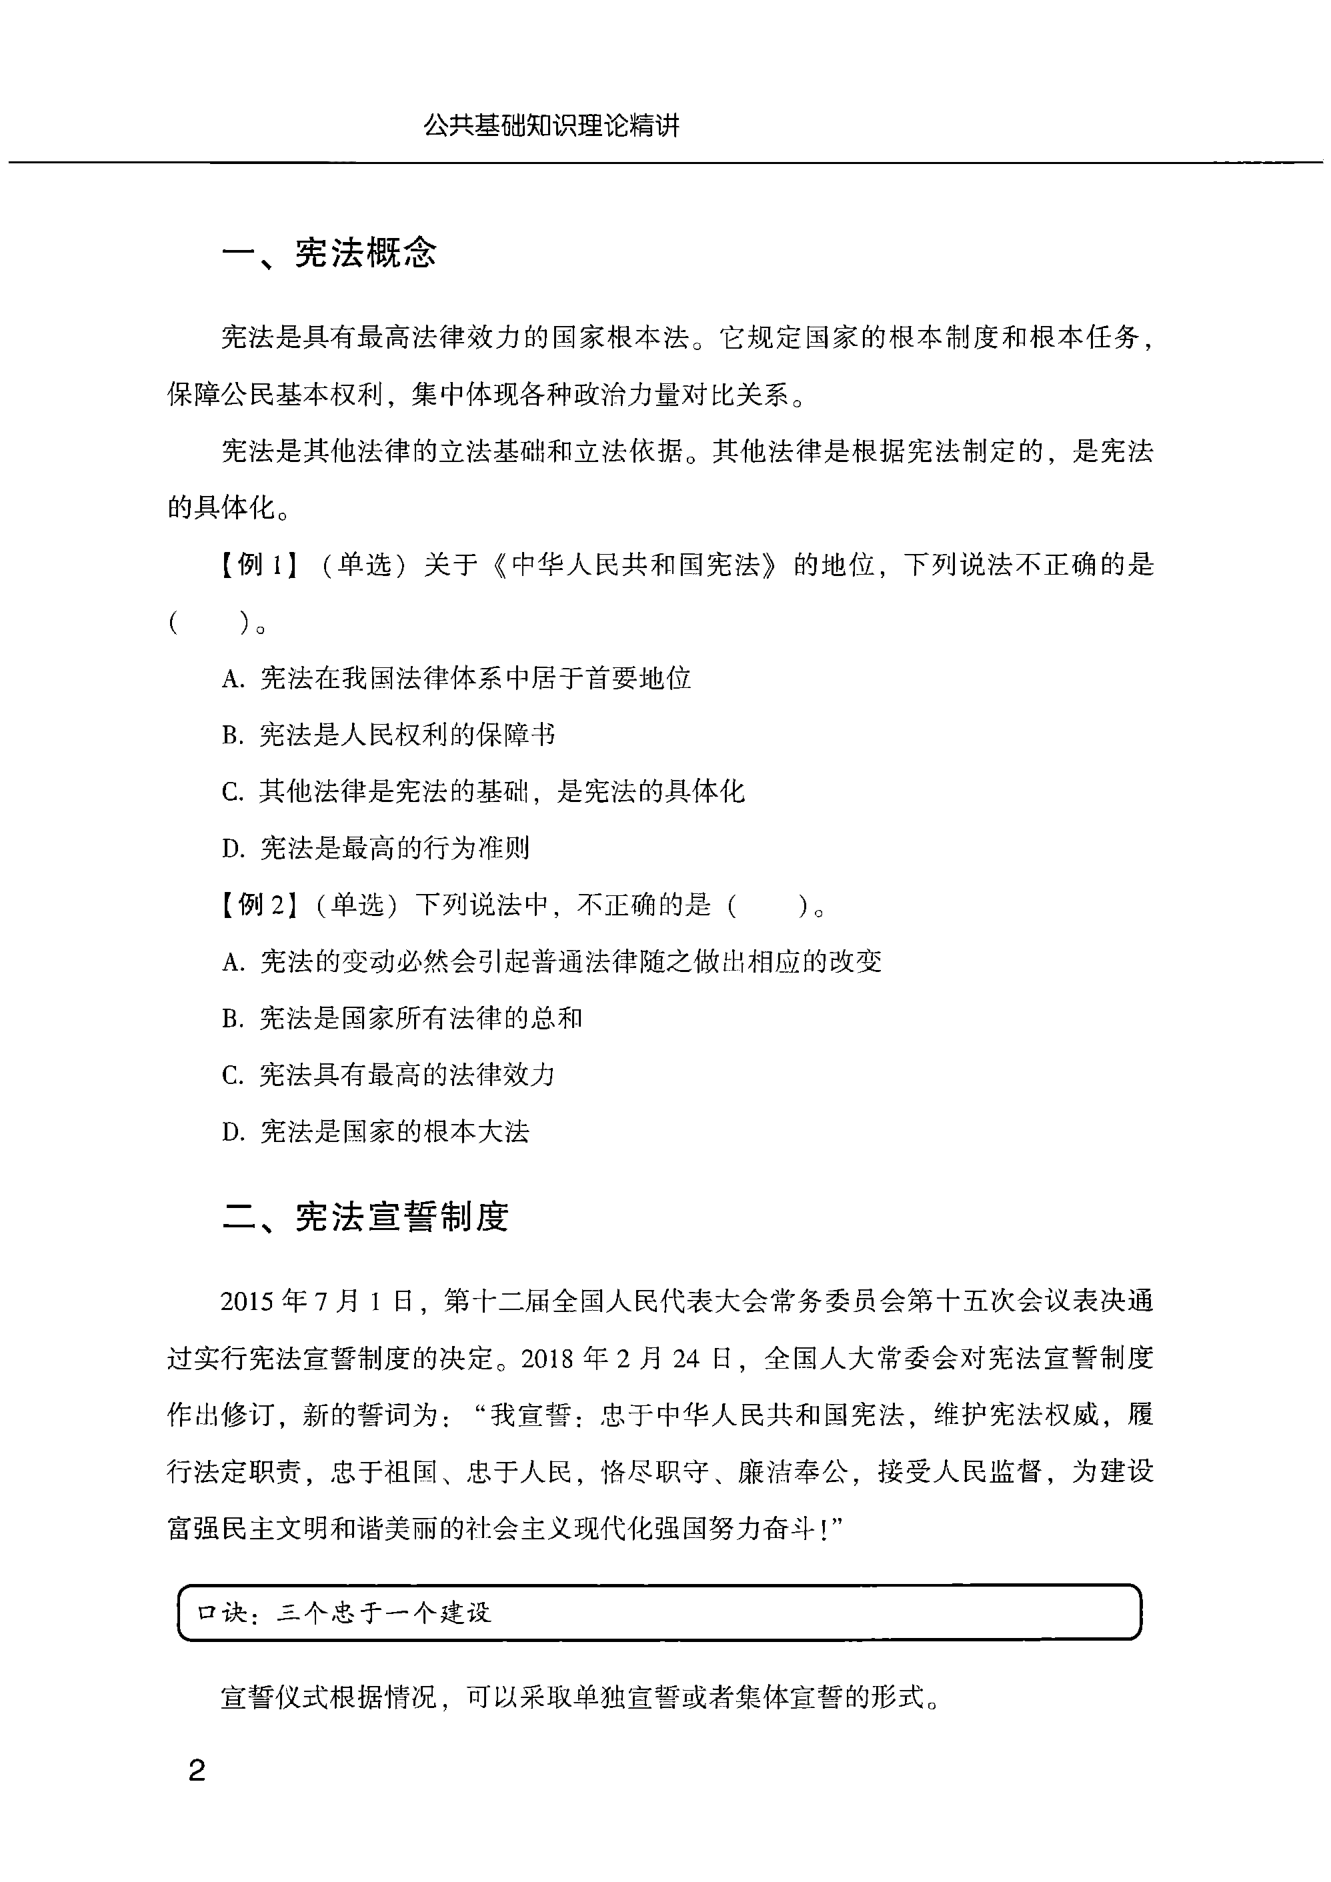 公共基础知识理论精讲
一、宪法概念
宪法是具有最高法律效力的国家根本法。它规定国家的根本制度和根本任务，
保障公民基本权利，集中体现各种政治力量对比关系。
宪法是其他法律的立法基础和立法依据。其他法律是根据宪法制定的，是宪法
的具体化。
【例1】（单选）关于《中华人民共和国宪法》的地位，下列说法不正确的是
（　　）。
A. 宪法在我国法律体系中居于首要地位
B. 宪法是人民权利的保障书
C. 其他法律是宪法的基础，是宪法的具体化
D. 宪法是最高的行为准则
【例2】（单选）下列说法中，不正确的是（　　）。
A. 宪法的变动必然会引起普通法律随之做出相应的改变
B. 宪法是国家所有法律的总和
C. 宪法具有最高的法律效力
D. 宪法是国家的根本大法
二、宪法宣誓制度
2015年7月1日，第十二届全国人民代表大会常务委员会第十五次会议表决通
过实行宪法宣誓制度的决定。2018年2月24日，全国人大常委会对宪法宣誓制度
作出修订，新的誓词为：“我宣誓：忠于中华人民共和国宪法，维护宪法权威，履
行法定职责，忠于祖国、忠于人民，恪尽职守、廉洁奉公，接受人民监督，为建设
富强民主文明和谐美丽的社会主义现代化强国努力奋斗！”
口诀：三个忠于一个建设
宣誓仪式根据情况，可以采取单独宣誓或者集体宣誓的形式。
2